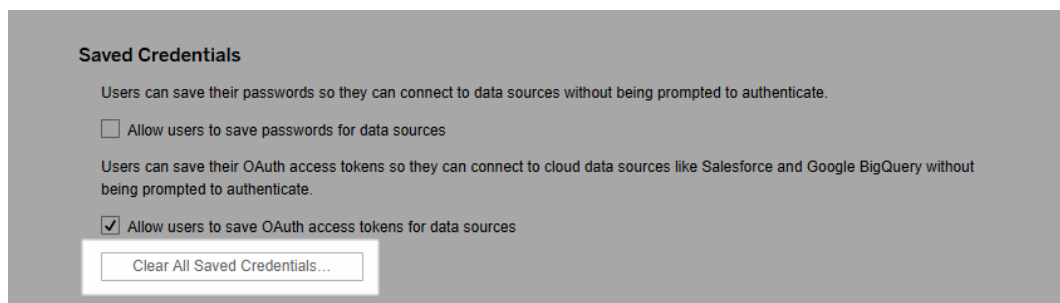 Saved Credentials
Users can save their passwords so they can connect to data sources without being prompted to authenticate.
Allow users to save passwords for data sources
Users can save their OAuth access tokens so they can connect to cloud data sources like Salesforce and Google BigQuery without
being prompted to authenticate.
Allow users to save OAuth access tokens for data sources
Clear All Saved Credentials...